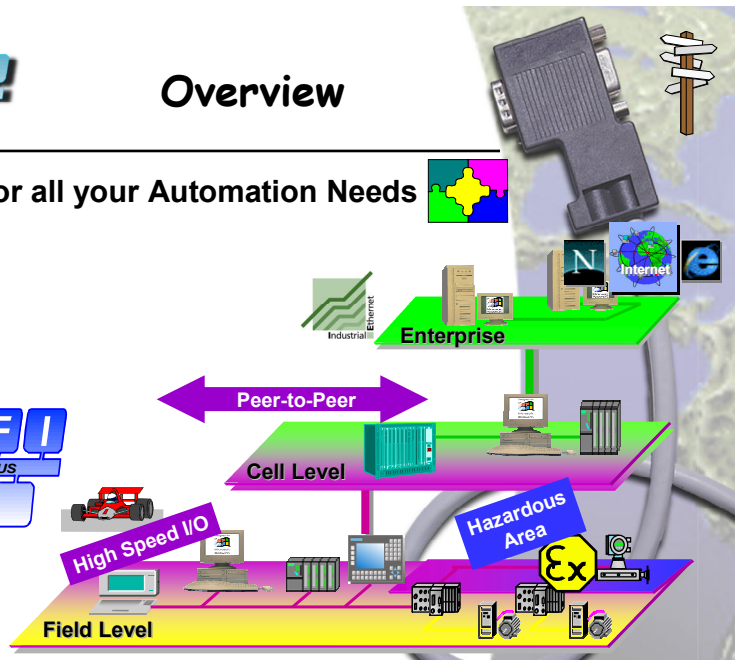 Overview
all your Automation Needs
N
Internet
e
Industrial Ethernet
Enterprise
Peer-to-Peer
Cell Level
High Speed I/O
Hazardous
Area
Ex
Field Level